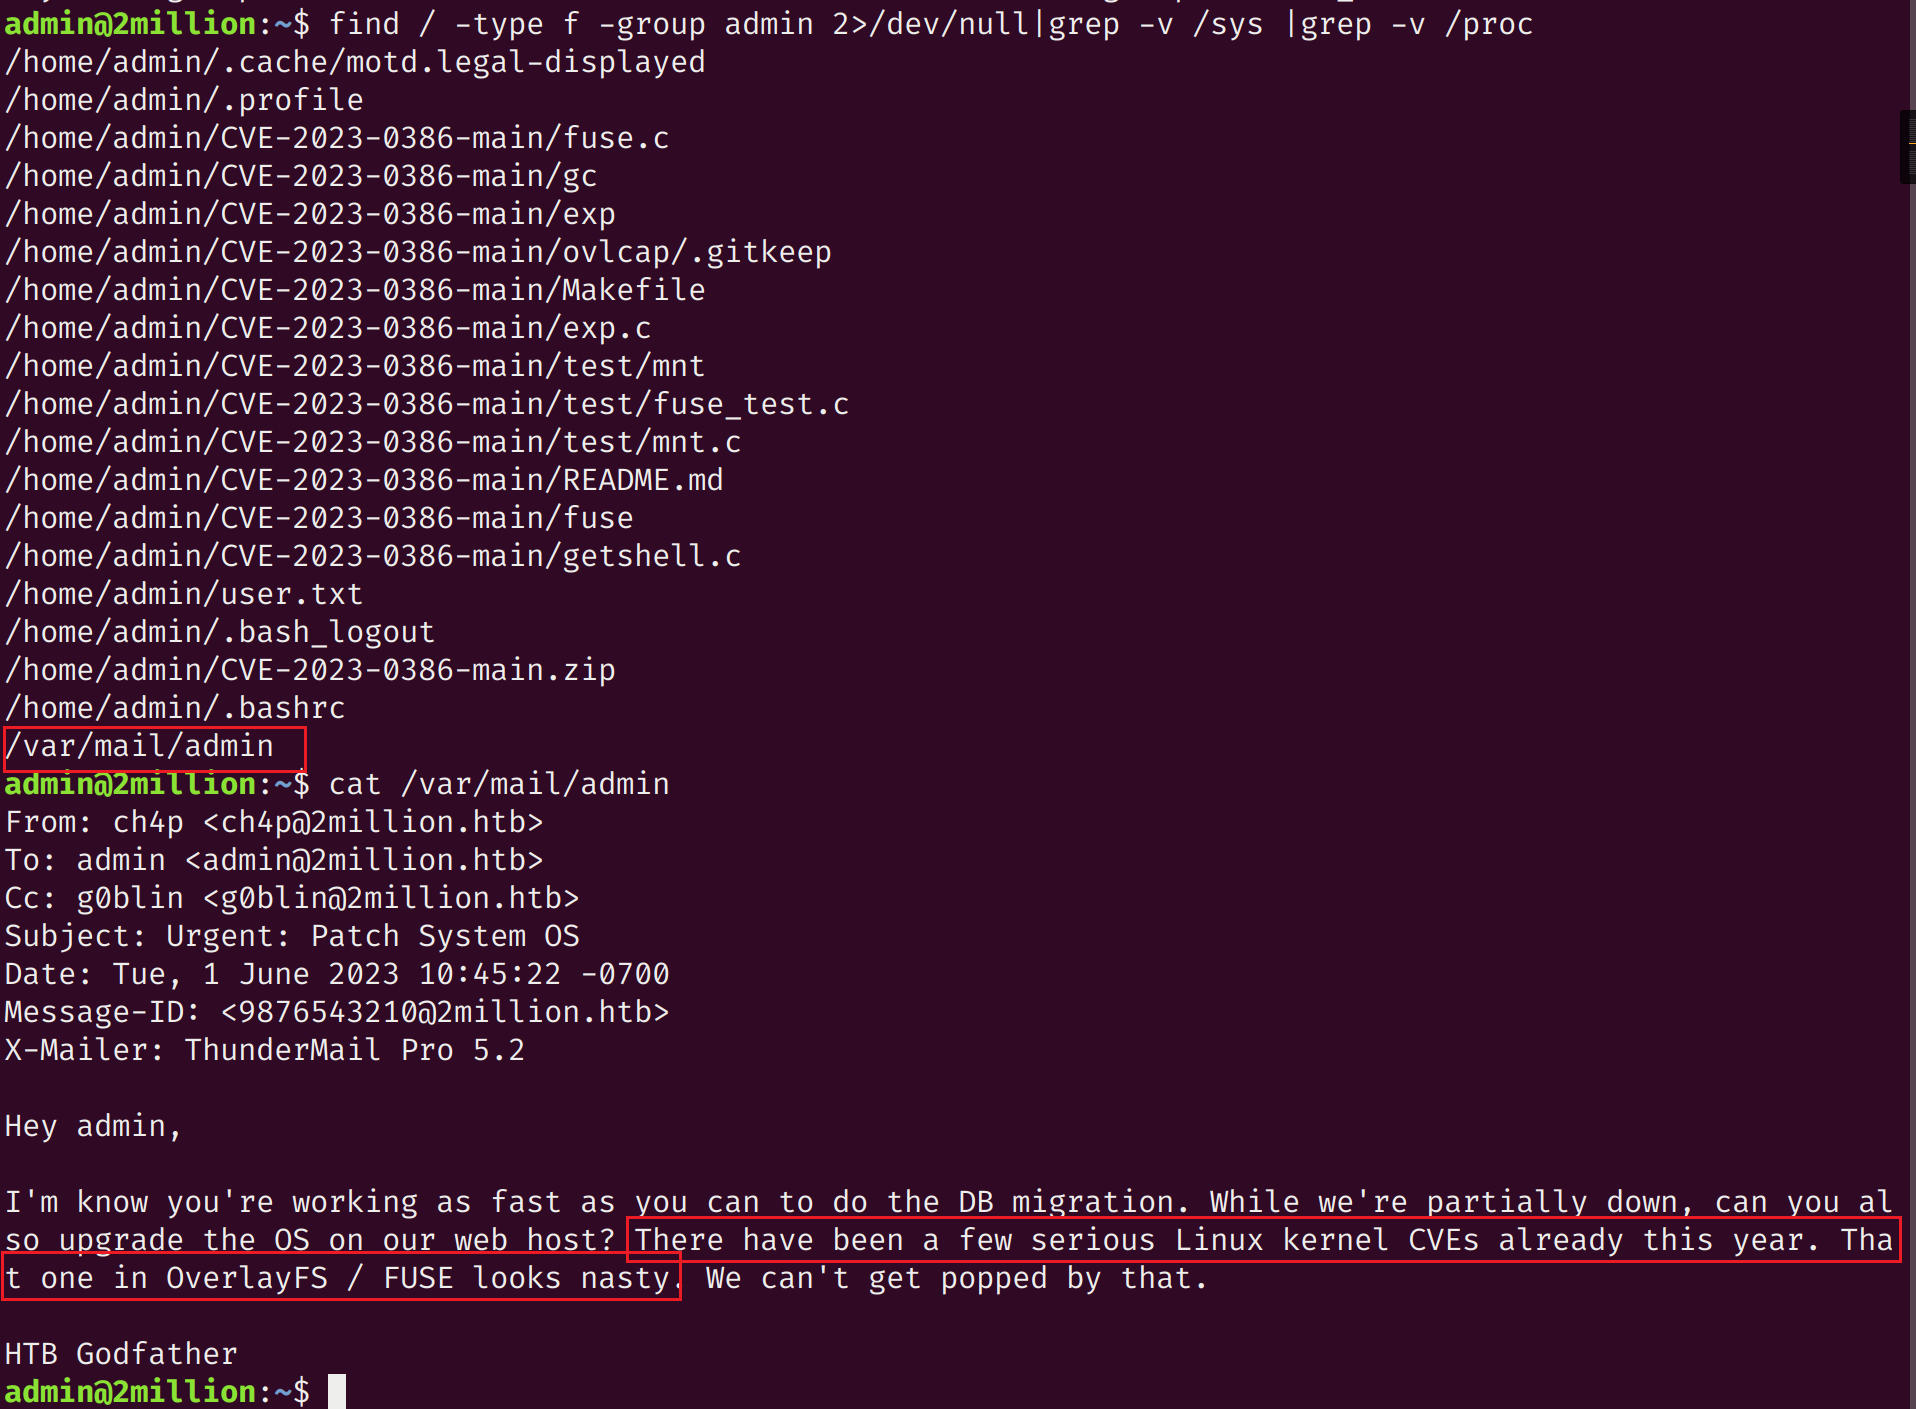 admin@2million:~$ find / -type f -group admin 2>/dev/null|grep -v /sys |grep -v /proc
/home/admin/.cache/motd.legal-displayed
/home/admin/.profile
/home/admin/CVE-2023-0386-main/fuse.c
/home/admin/CVE-2023-0386-main/gc
/home/admin/CVE-2023-0386-main/exp
/home/admin/CVE-2023-0386-main/ovlcap/.gitkeep
/home/admin/CVE-2023-0386-main/Makefile
/home/admin/CVE-2023-0386-main/exp.c
/home/admin/CVE-2023-0386-main/test/mnt
/home/admin/CVE-2023-0386-main/test/fuse_test.c
/home/admin/CVE-2023-0386-main/test/mnt.c
/home/admin/CVE-2023-0386-main/README.md
/home/admin/CVE-2023-0386-main/fuse
/home/admin/CVE-2023-0386-main/getshell.c
/home/admin/user.txt
/home/admin/.bash_logout
/home/admin/CVE-2023-0386-main.zip
/home/admin/.bashrc
/var/mail/admin
admin@2million:~$ cat /var/mail/admin
From: ch4p <ch4p@2million.htb>
To: admin <admin@2million.htb>
Cc: g0blin <g0blin@2million.htb>
Subject: Urgent: Patch System OS
Date: Tue, 1 June 2023 10:45:22 -0700
Message-ID: <9876543210@2million.htb>
X-Mailer: ThunderMail Pro 5.2
Hey admin,
I'm know you're working as fast as you can to do the DB migration. While we're partially down, can you al
so upgrade the OS on our web host? There have been a few serious Linux kernel CVEs already this year. Tha
t one in OverlayFS / FUSE looks nasty. We can't get popped by that.
HTB Godfather
admin@2million:~$